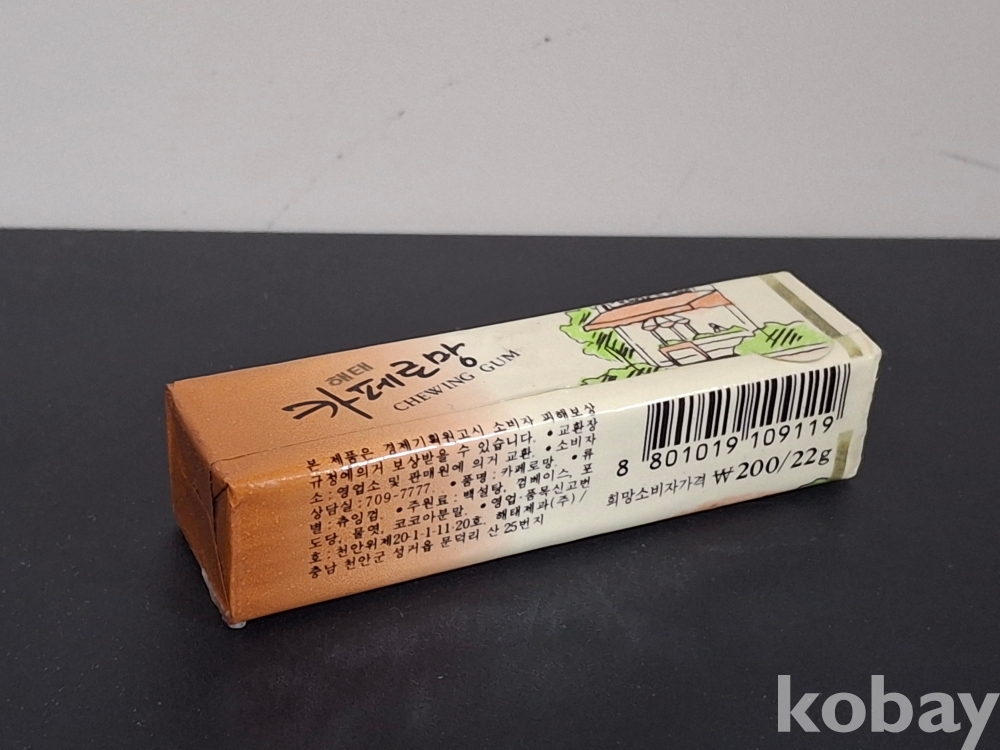 해태
카페로망
CHEWING GUM
본 제품은 경제기획원고시 소비자 피해보상
규정에의거 보상받을 수 있습니다. •교환장
소:영업소 및 판매원에 의거 교환. •소비자
상담실:709-7777. •품명:카페로망. •류
별:츄잉껌. •주원료:백설탕, 껌베이스, 포
도당, 물엿, 코코아분말. •영업·품목신고번
호:천안위제20-1-1-11-20호. 해태제과(주)/
충남 천안군 성거읍 문덕리 산 25번지
8 801019 109119
희망소비자가격 ₩200/22g
kobay